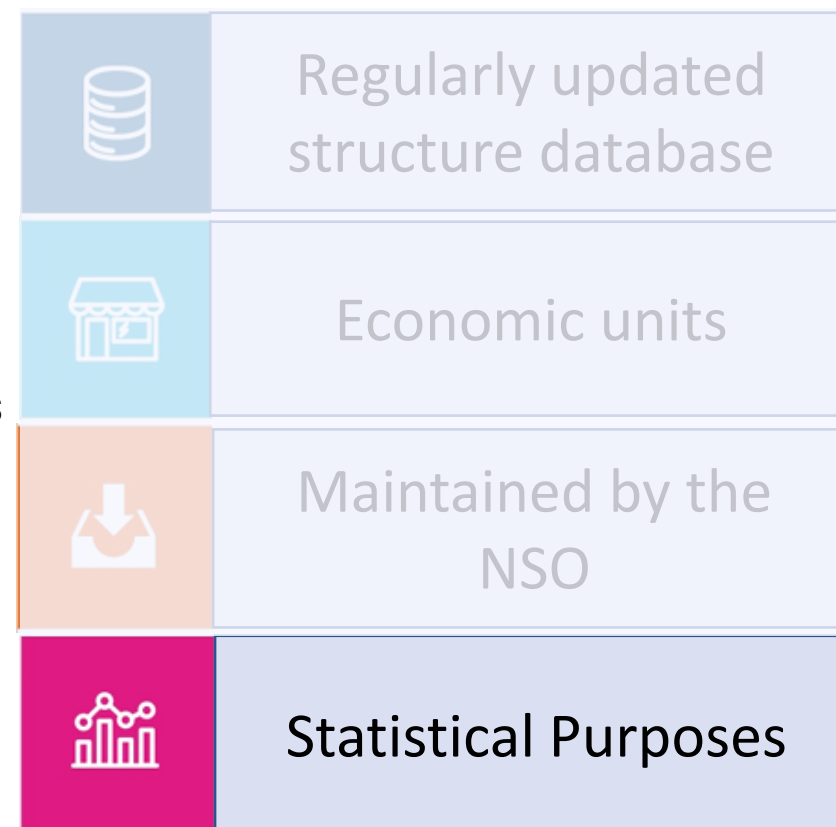 Regularly updated
structure database
Economic units
s
Maintained by the
NSO
Statistical Purposes